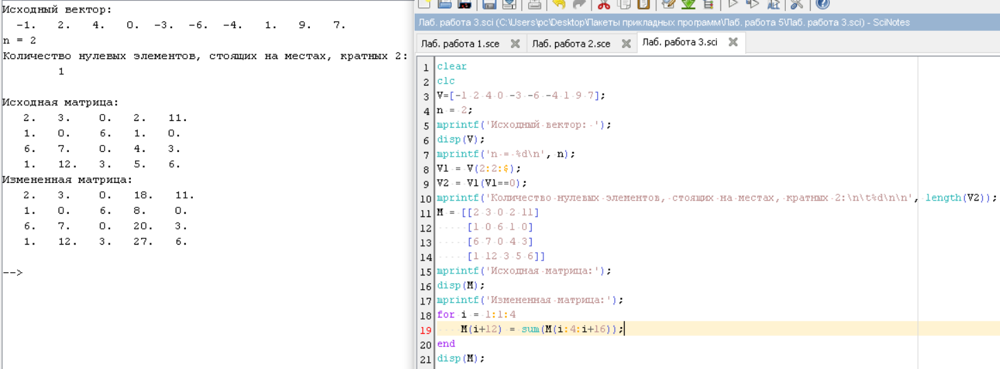 Исходный вектор:
-1. 2. 4. 0. -3. -6. -4. 1. 9. 7.
n = 2
Количество нулевых элементов, стоящих на местах, кратных 2:
1
Исходная матрица:
2. 3. 0. 2. 11.
1. 0. 6. 1. 0.
6. 7. 0. 4. 3.
1. 12. 3. 5. 6.
Измененная матрица:
2. 3. 0. 18. 11.
1. 0. 6. 8. 0.
6. 7. 0. 20. 3.
1. 12. 3. 27. 6.
-->
Лаб. работа 3.sci (C:\Users\pc\Desktop\Пакеты прикладных программ\Лаб. работа 5\Лаб. работа 3.sci) - SciNotes
Лаб. работа 1.sce Лаб. работа 2.sce Лаб. работа 3.sci
1 clear
2 clc
3 V=[-1 2 4 0 -3 -6 -4 1 9 7];
4 n = 2;
5 mprintf('Исходный вектор: ');
6 disp(V);
7 mprintf('n = %d\n', n);
8 V1 = V(2:2:$);
9 V2 = V1(V1==0);
10 mprintf('Количество нулевых элементов, стоящих на местах, кратных 2:\n\t%d\n\n', length(V2));
11 M = [[2 3 0 2 11]
12 [1 0 6 1 0]
13 [6 7 0 4 3]
14 [1 12 3 5 6]]
15 mprintf('Исходная матрица:');
16 disp(M);
17 mprintf('Измененная матрица:');
18 for i = 1:1:4
19 M(i+12) = sum(M(i:4:i+16));
20 end
21 disp(M);